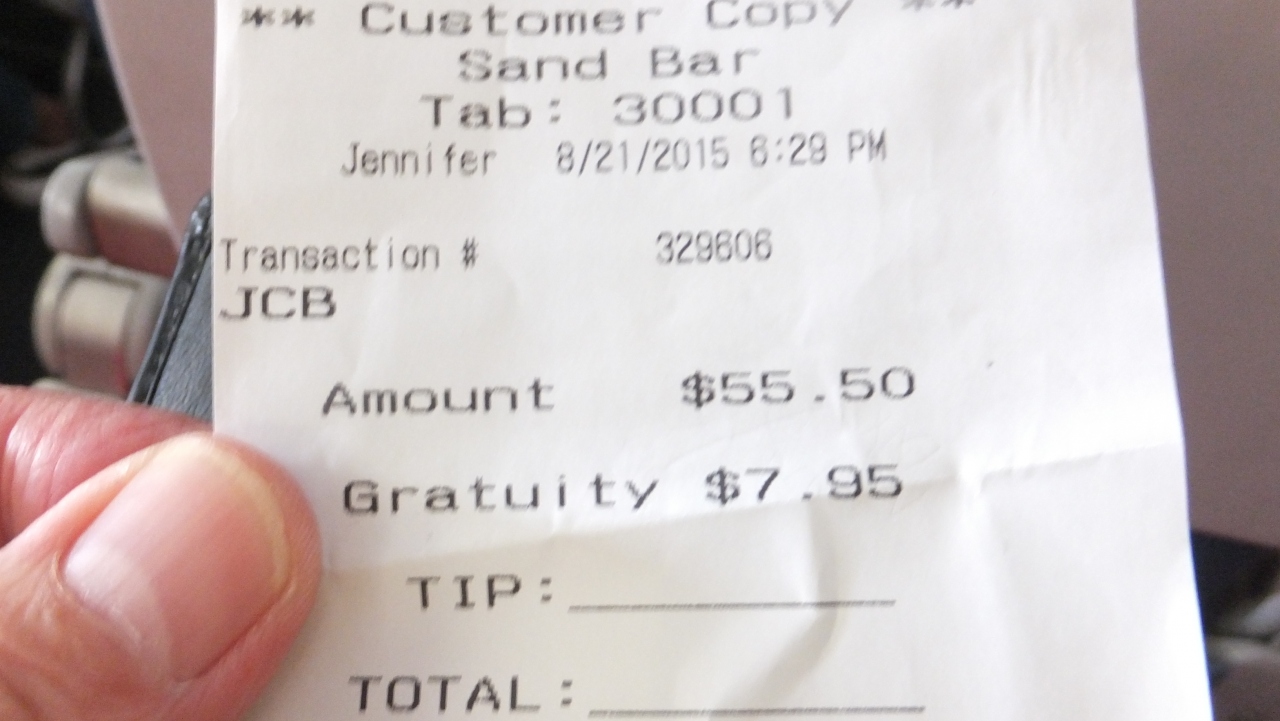 ** Customer Copy **
Sand Bar
Tab: 30001
Jennifer 8/21/2015 6:29 PM
Transaction # 329606
JCB
Amount $55.50
Gratuity $7.95
TIP:
TOTAL: